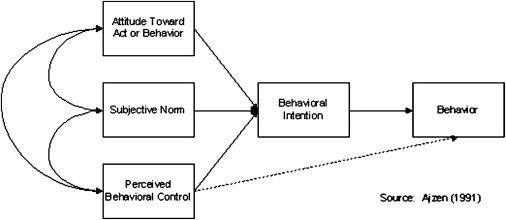 Attitude Toward
Act or Behavior
Subjective Norm
Perceived
Behavioral Control
Behavioral
Intention
Behavior
Source: Ajzen (1991)